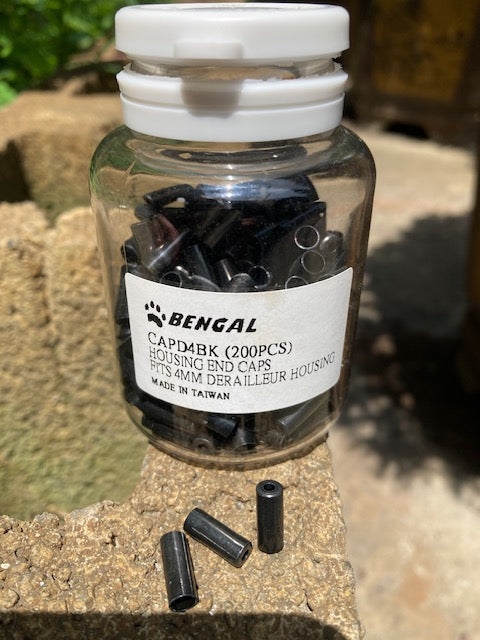 BENGAL
CAPD4BK (200PCS)
HOUSING END CAPS
FITS 4MM DERAILLEUR HOUSING
MADE IN TAIWAN